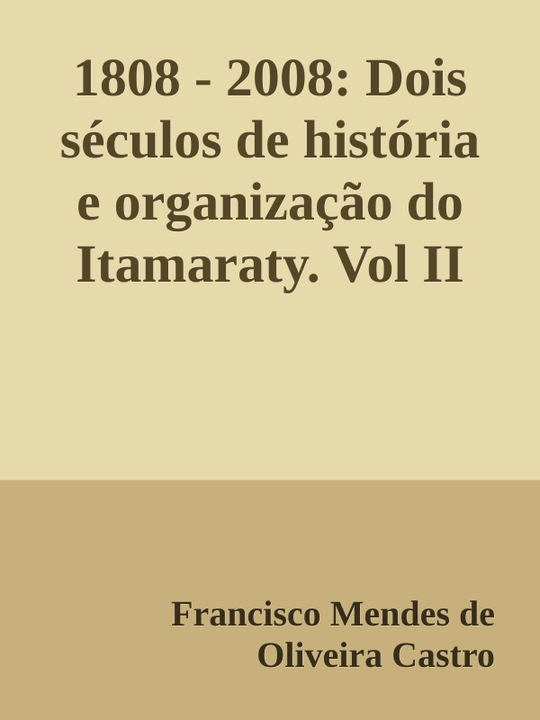 1808 - 2008: Dois
séculos de história
e organização do
Itamaraty. Vol II
Francisco Mendes de
Oliveira Castro